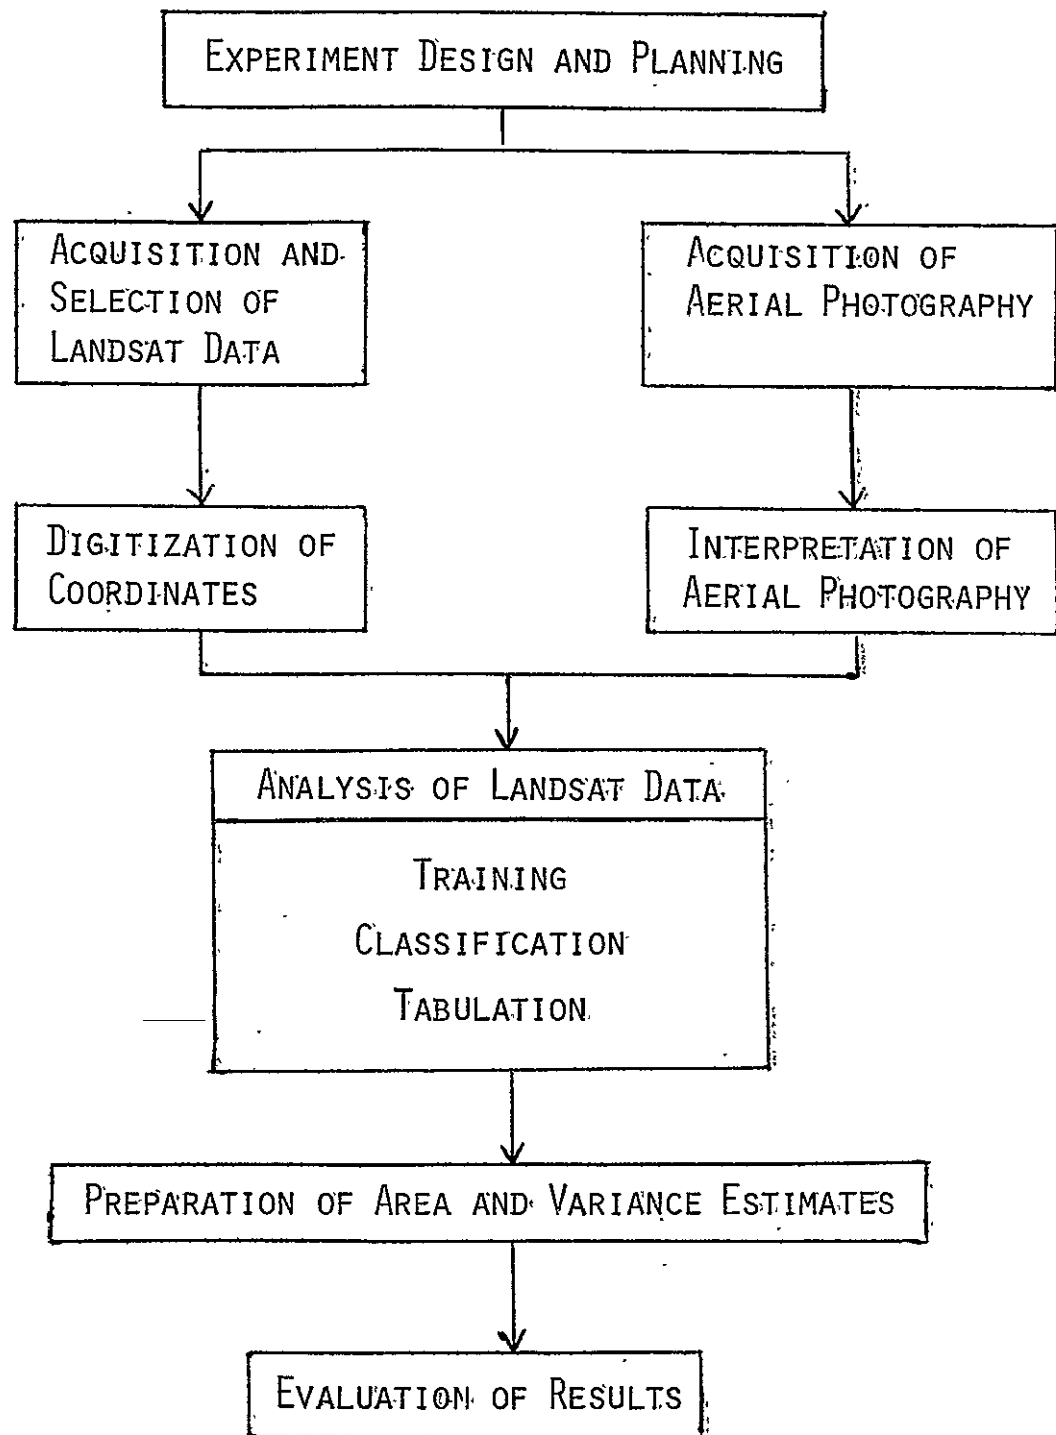 EXPERIMENT DESIGN AND PLANNING
ACQUISITION AND
SELECTION OF
LANDSAT DATA
ACQUISITION OF
AERIAL PHOTOGRAPHY
DIGITIZATION OF
COORDINATES
INTERPRETATION OF
AERIAL PHOTOGRAPHY
ANALYSIS OF LANDSAT DATA
TRAINING
CLASSIFICATION
TABULATION
PREPARATION OF AREA AND VARIANCE ESTIMATES
EVALUATION OF RESULTS